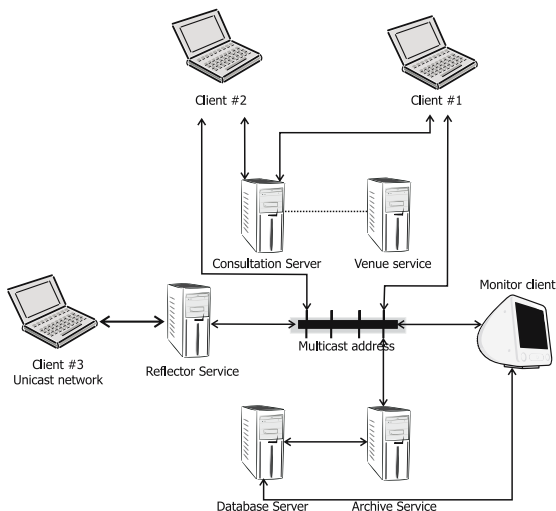 Client #2
Client #1
Consultation Server
Venue service
Monitor client
Multicast address
Client #3
Unicast network
Reflector Service
Database Server
Archive Service